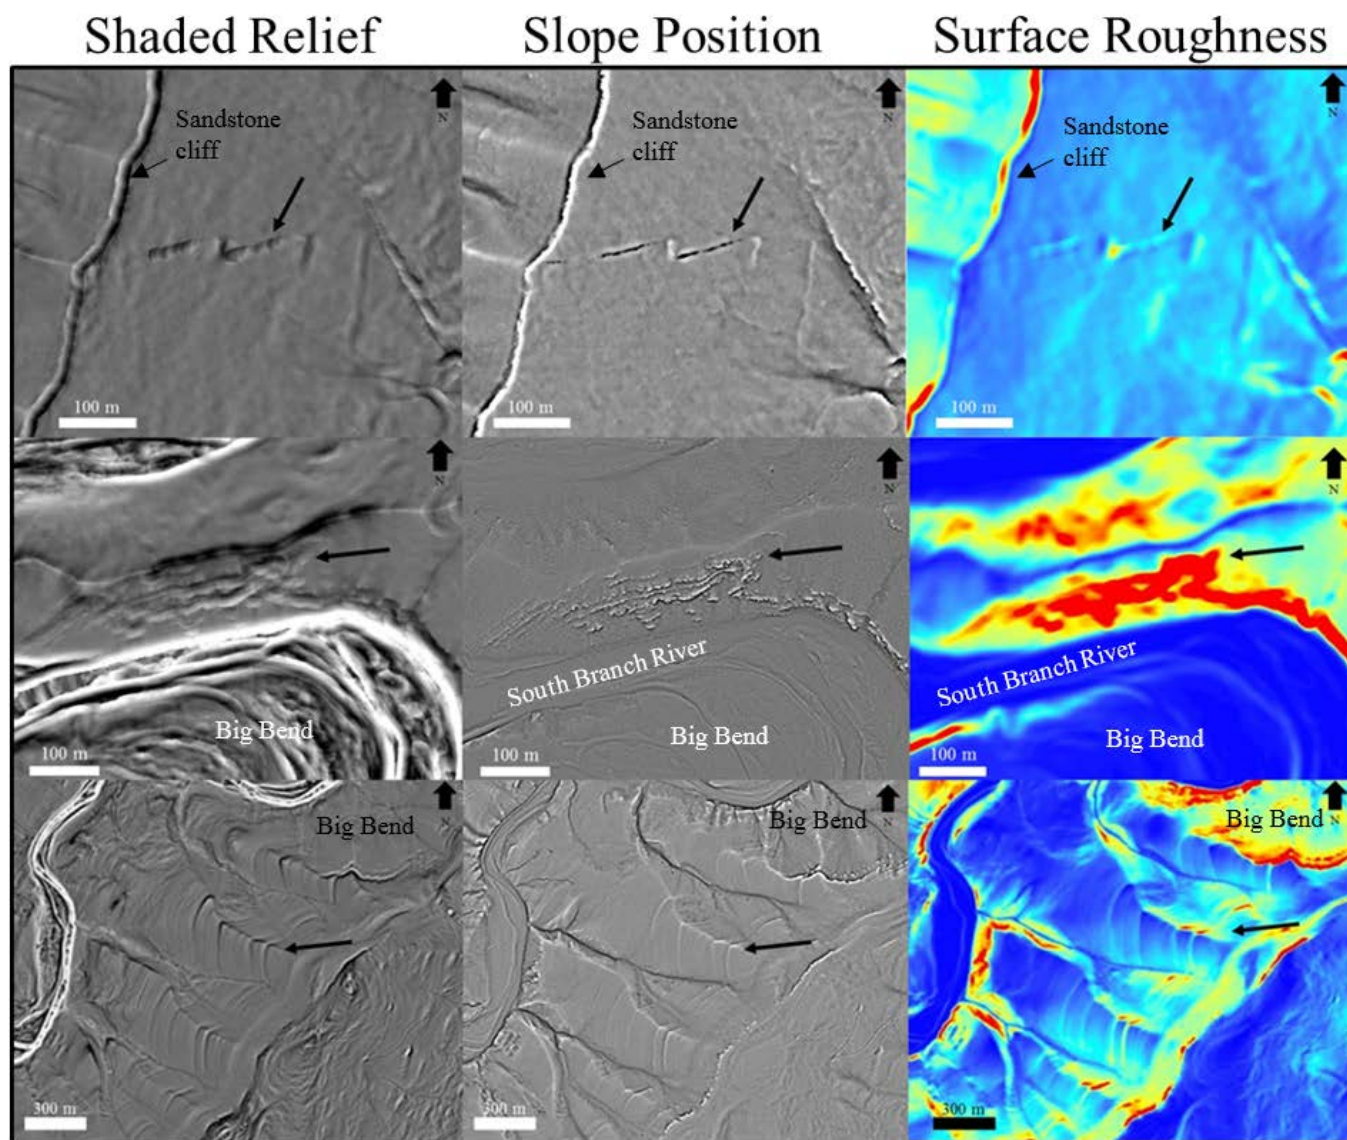 Shaded Relief
Slope Position
Surface Roughness
Sandstone
cliff
N
100 m
Sandstone
cliff
N
100 m
Sandstone
cliff
N
100 m
N
Big Bend
100 m
N
South Branch River
Big Bend
100 m
N
South Branch River
Big Bend
100 m
N
Big Bend
300 m
N
Big Bend
300 m
N
Big Bend
300 m